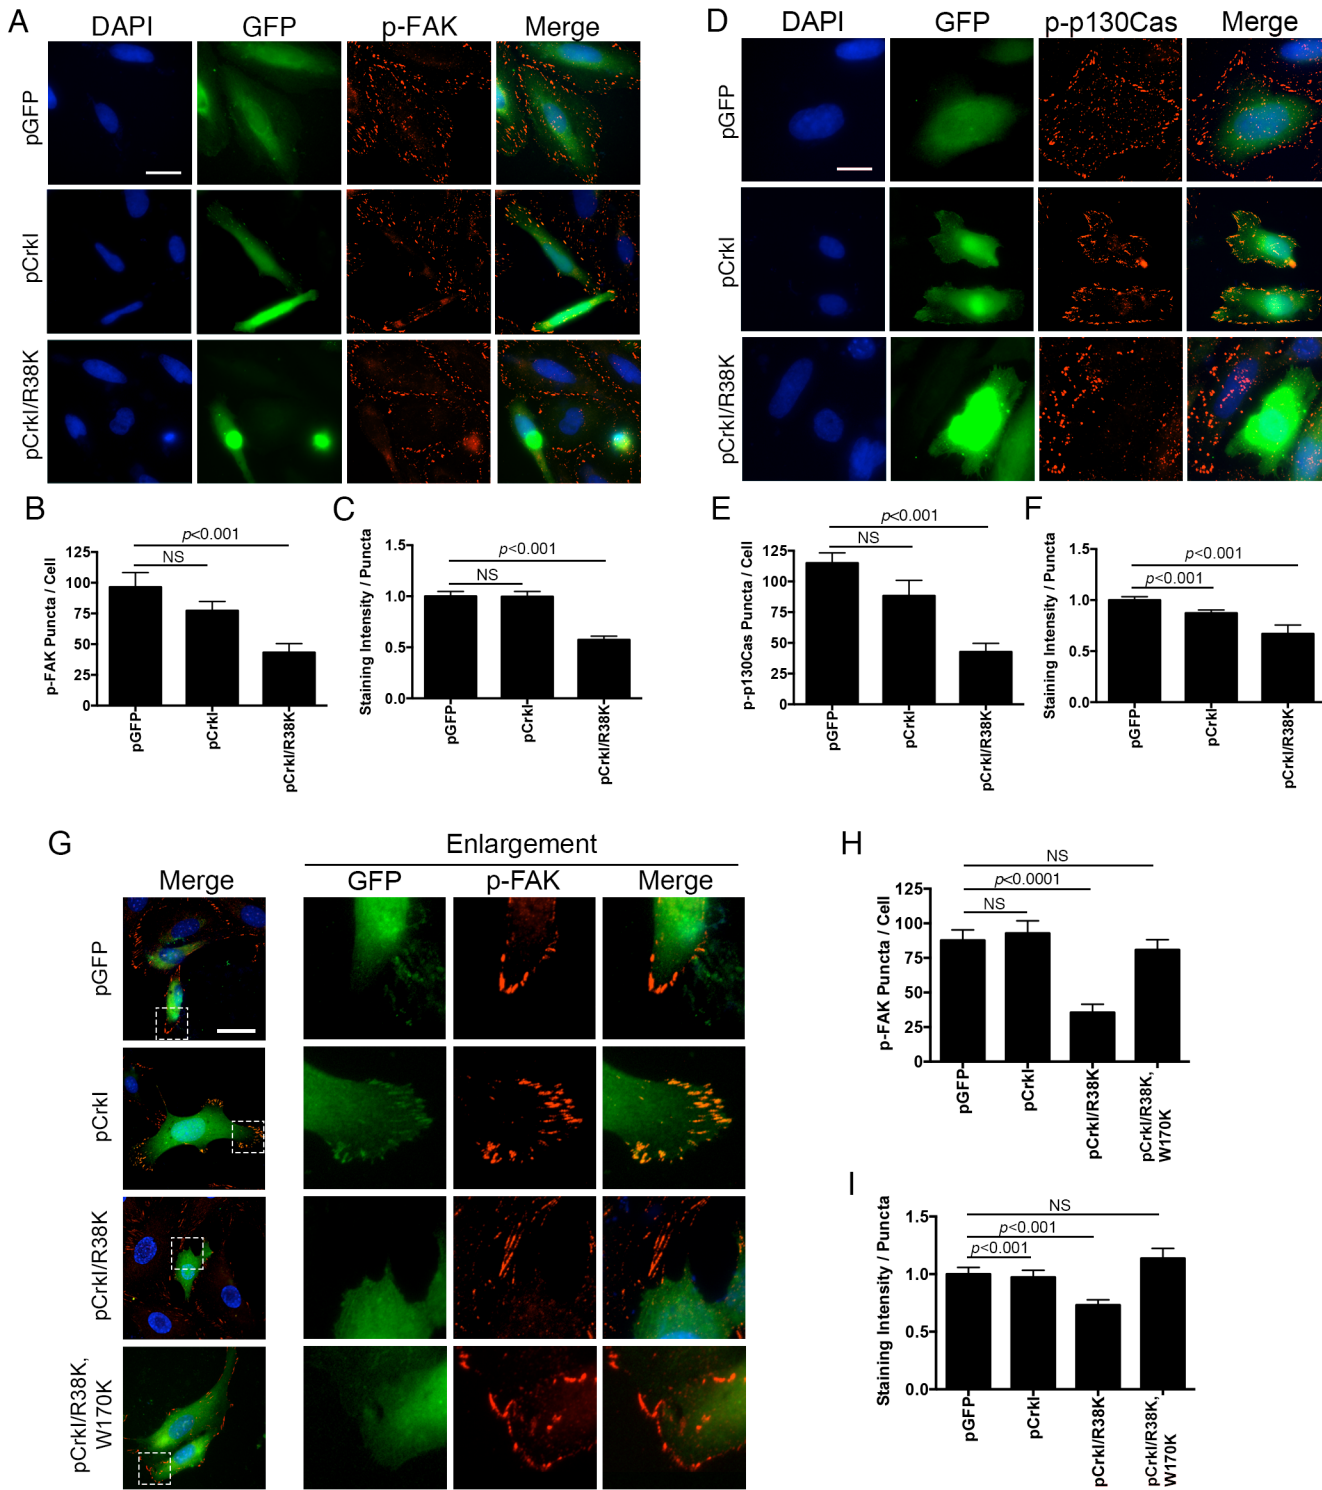 A
DAPI
GFP
p-FAK
Merge
pGFP
pCrkI
pCrkI/R38K
D
DAPI
GFP
p-p130Cas
Merge
pGFP
pCrkI
pCrkI/R38K
B
p-FAK Puncta / Cell
125
100
75
50
25
0
p<0.001
NS
pGFP
pCrkI
pCrkI/R38K
C
Staining Intensity / Puncta
1.5
1.0
0.5
0.0
p<0.001
NS
pGFP
pCrkI
pCrkI/R38K
E
p-p130Cas Puncta / Cell
125
100
75
50
25
0
p<0.001
NS
pGFP
pCrkI
pCrkI/R38K
F
Staining Intensity / Puncta
1.5
1.0
0.5
0.0
p<0.001
p<0.001
pGFP
pCrkI
pCrkI/R38K
G
Enlargement
Merge
GFP
p-FAK
Merge
pGFP
pCrkI
pCrkI/R38K
pCrkI/R38K,
W170K
H
p-FAK Puncta / Cell
125
100
75
50
25
0
NS
p<0.0001
NS
pGFP
pCrkI
pCrkI/R38K
pCrkI/R38K,
W170K
I
Staining Intensity / Puncta
1.5
1.0
0.5
0.0
NS
p<0.001
p<0.001
pGFP
pCrkI
pCrkI/R38K
pCrkI/R38K,
W170K